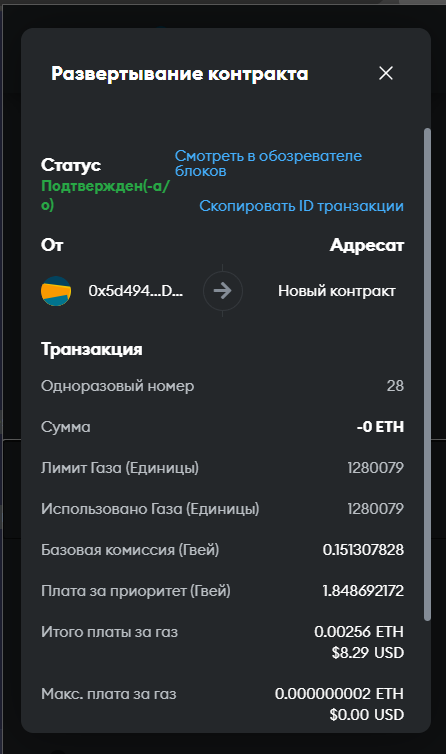 Развертывание контракта
Статус
Смотреть в обозревателе
блоков
Подтвержден(-а/
о)
Скопировать ID транзакции
От
Адресат
0x5d494...D...
Новый контракт
Транзакция
Одноразовый номер 28
Сумма -0 ETH
Лимит Газа (Единицы) 1280079
Использовано Газа (Единицы) 1280079
Базовая комиссия (Гвей) 0.151307828
Плата за приоритет (Гвей) 1.848692172
Итого платы за газ 0.00256 ETH
$8.29 USD
Макс. плата за газ 0.000000002 ETH
$0.00 USD